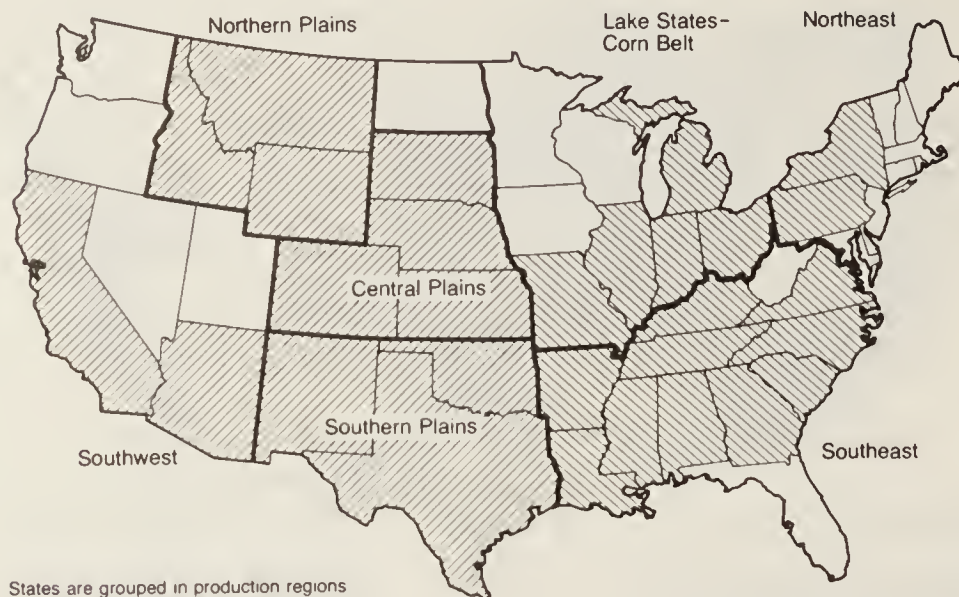 Northern Plains
Lake States–
Corn Belt
Northeast
Central Plains
Southern Plains
Southwest
Southeast
States are grouped in production regions